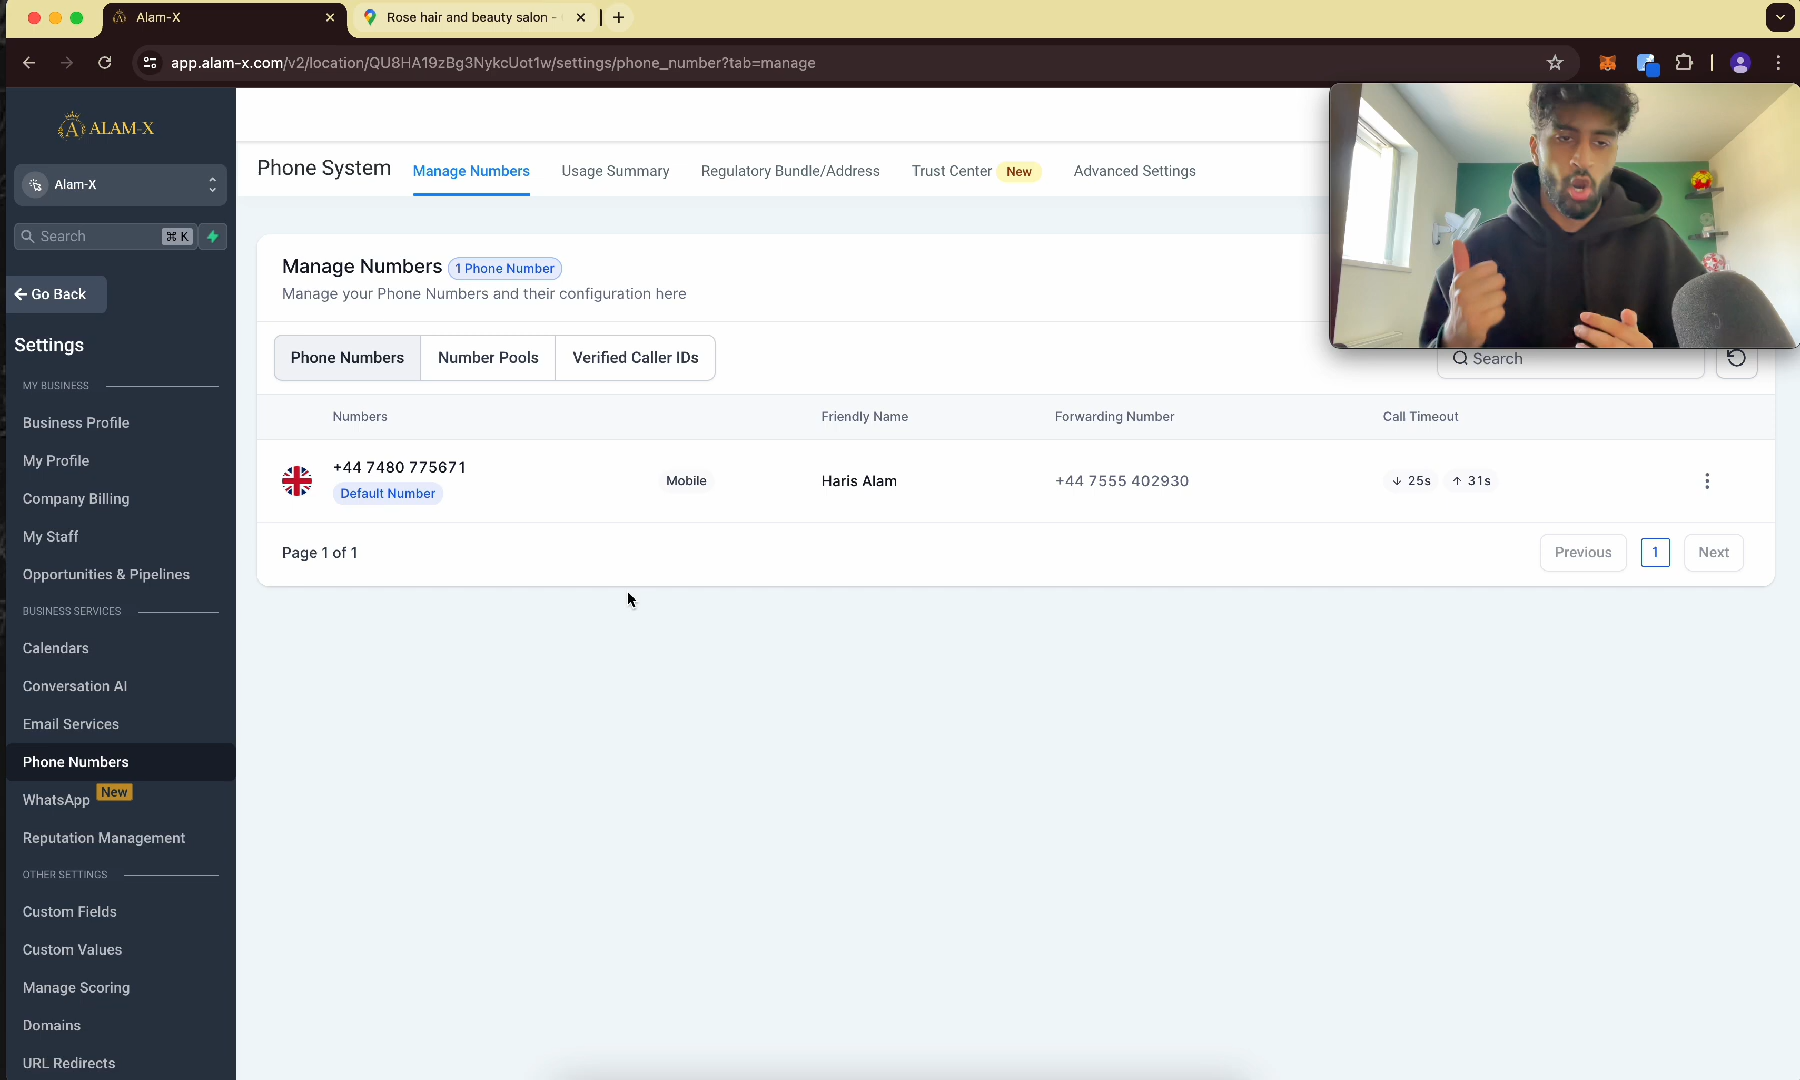 Alam-X
Rose hair and beauty salon -
app.alam-x.com/v2/location/QU8HA19zBg3NykcUot1w/settings/phone_number?tab=manage
ALAM-X
Alam-X
Search ⌘ K
← Go Back
Settings
MY BUSINESS
Business Profile
My Profile
Company Billing
My Staff
Opportunities & Pipelines
BUSINESS SERVICES
Calendars
Conversation AI
Email Services
Phone Numbers
WhatsApp New
Reputation Management
OTHER SETTINGS
Custom Fields
Custom Values
Manage Scoring
Domains
URL Redirects
Phone System Manage Numbers Usage Summary Regulatory Bundle/Address Trust Center New Advanced Settings
Manage Numbers 1 Phone Number
Manage your Phone Numbers and their configuration here
Phone Numbers Number Pools Verified Caller IDs Search
Numbers Friendly Name Forwarding Number Call Timeout
+44 7480 775671
Default Number
Mobile Haris Alam +44 7555 402930 ↓ 25s ↑ 31s
Page 1 of 1 Previous 1 Next